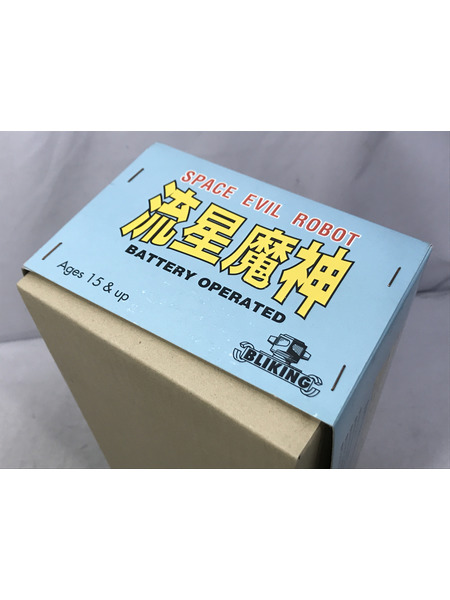 SPACE EVIL ROBOT
流星魔神
BATTERY OPERATED
Ages 15 & up
BLIKING